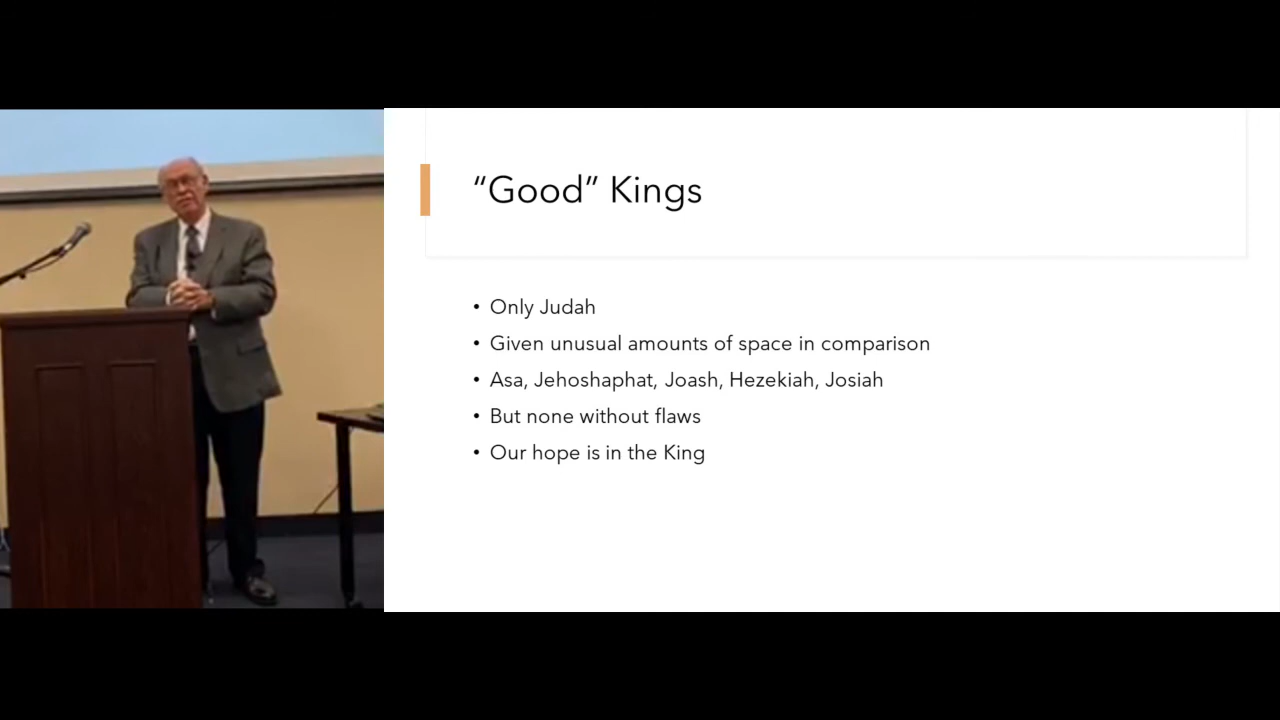 “Good” Kings
• Only Judah
• Given unusual amounts of space in comparison
• Asa, Jehoshaphat, Joash, Hezekiah, Josiah
• But none without flaws
• Our hope is in the King